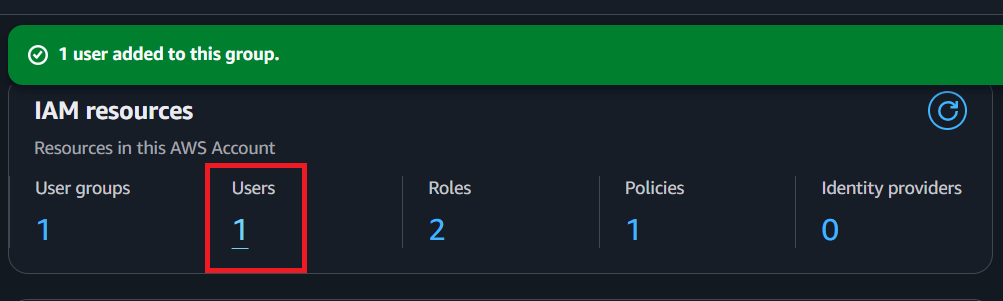 1 user added to this group.
IAM resources
Resources in this AWS Account
User groups
Users
Roles
Policies
Identity providers
1
1
2
1
0